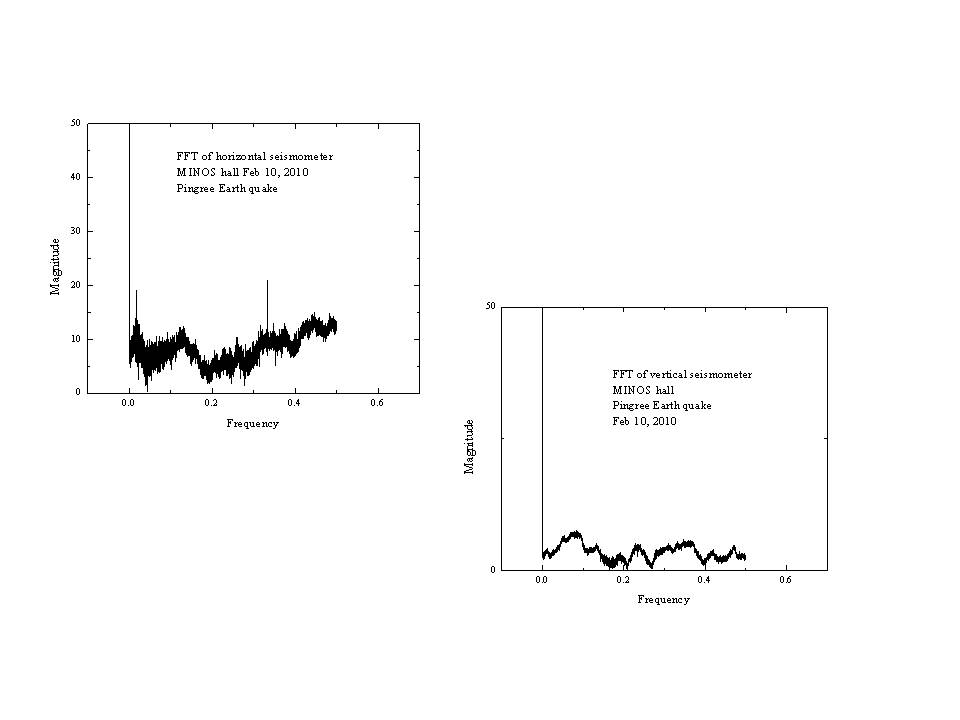 50
FFT of horizontal seismometer
MINOS hall Feb 10, 2010
Pingree Earth quake
40
30
20
10
0
Magnitude
0.0 0.2 0.4 0.6
Frequency
50
FFT of vertical seismometer
MINOS hall
Pingree Earth quake
Feb 10, 2010
0
Magnitude
0.0 0.2 0.4 0.6
Frequency